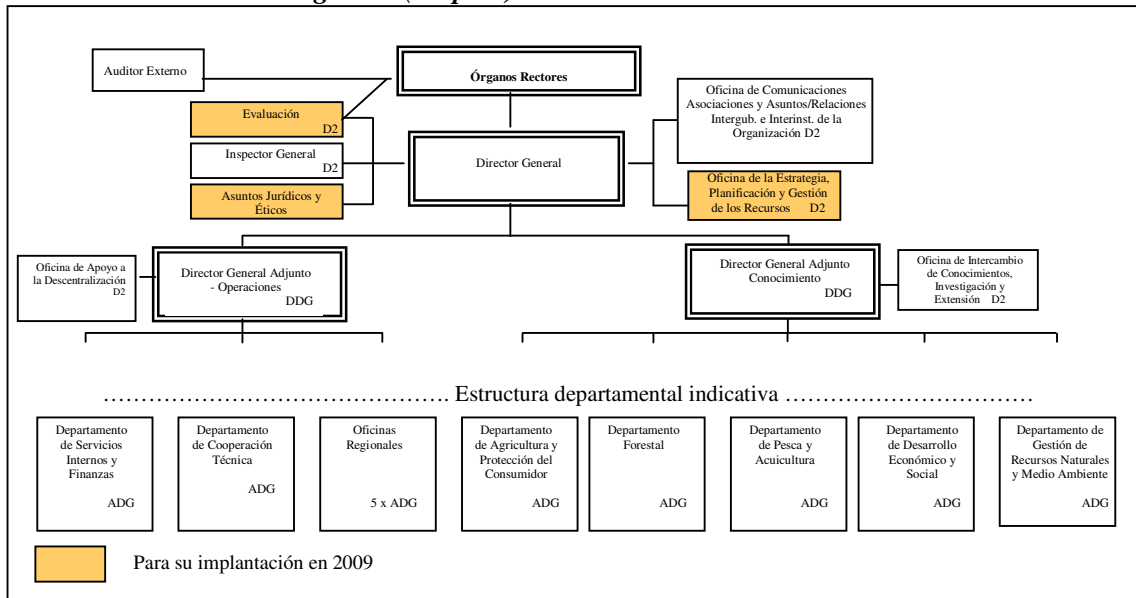 Auditor Externo
Órganos Rectores
Oficina de Comunicaciones
Asociaciones y Asuntos/Relaciones
Intergub. e Interinst. de la
Organización D2
Evaluación
D2
Inspector General
D2
Asuntos Jurídicos y
Éticos
Director General
Oficina de la Estrategia,
Planificación y Gestión
de los Recursos D2
Oficina de Apoyo a
la Descentralización
D2
Director General Adjunto
- Operaciones
DDG
Director General Adjunto
Conocimiento
DDG
Oficina de Intercambio
de Conocimientos,
Investigación y
Extensión D2
………………………………………. Estructura departamental indicativa ……………………………
Departamento
de Servicios
Internos y
Finanzas
ADG
Departamento
de Cooperación
Técnica
ADG
Oficinas
Regionales
5 x ADG
Departamento
de Agricultura y
Protección del
Consumidor
ADG
Departamento
Forestal
ADG
Departamento
de Pesca y
Acuicultura
ADG
Departamento
de Desarrollo
Económico y
Social
ADG
Departamento de
Gestión de
Recursos Naturales
y Medio Ambiente
ADG
Para su implantación en 2009